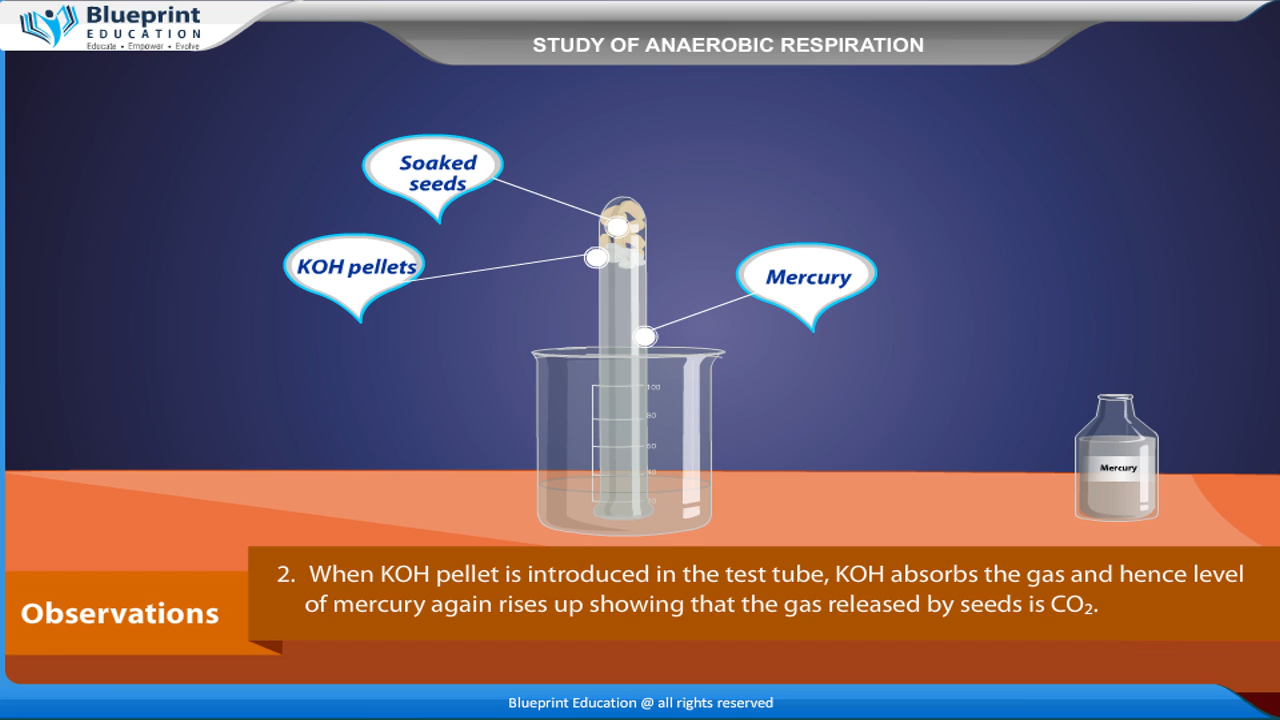 Blueprint
EDUCATION
Educate • Empower • Evolve
STUDY OF ANAEROBIC RESPIRATION
Soaked
seeds
KOH pellets
Mercury
100
80
60
40
20
Mercury
Observations
2. When KOH pellet is introduced in the test tube, KOH absorbs the gas and hence level
of mercury again rises up showing that the gas released by seeds is CO₂.
Blueprint Education @ all rights reserved